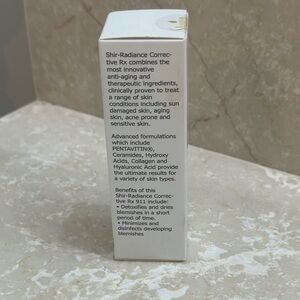 Shir-Radiance Correc-
tive Rx combines the
most innovative
anti-aging and
therapeutic ingredients,
clinically proven to treat
a range of skin
conditions including sun
damaged skin, aging
skin, acne prone and
sensitive skin.
Advanced formulations
which include
PENTAVITIN®,
Ceramides, Hydroxy
Acids, Collagen and
Hyaluronic Acid provide
the ultimate results for
a variety of skin types.
Benefits of this
Shir-Radiance Correc-
tive Rx 911 include:
• Detoxifies and dries
blemishes in a short
period of time.
• Minimizes and
disinfects developing
blemishes